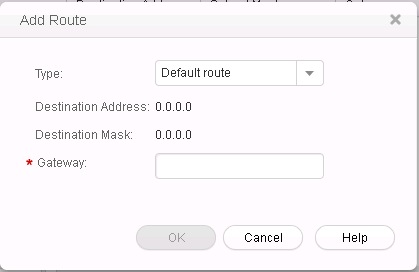 Add Route
Type: Default route
Destination Address: 0.0.0.0
Destination Mask: 0.0.0.0
* Gateway:
OK Cancel Help